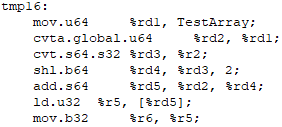 tmp16:
mov.u64 %rd1, TestArray;
cvta.global.u64 %rd2, %rd1;
cvt.s64.s32 %rd3, %r2;
shl.b64 %rd4, %rd3, 2;
add.s64 %rd5, %rd2, %rd4;
ld.u32 %r5, [%rd5];
mov.b32 %r6, %r5;